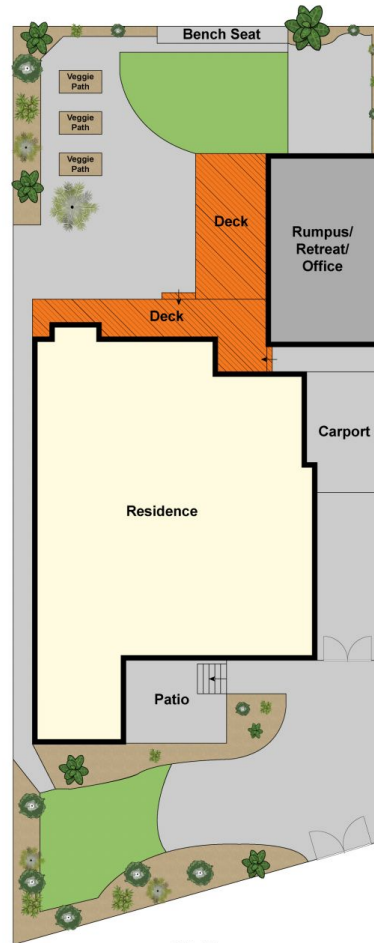 Bench Seat
Veggie
Path
Veggie
Path
Veggie
Path
Deck
Rumpus/
Retreat/
Office
Deck
Carport
Residence
Patio